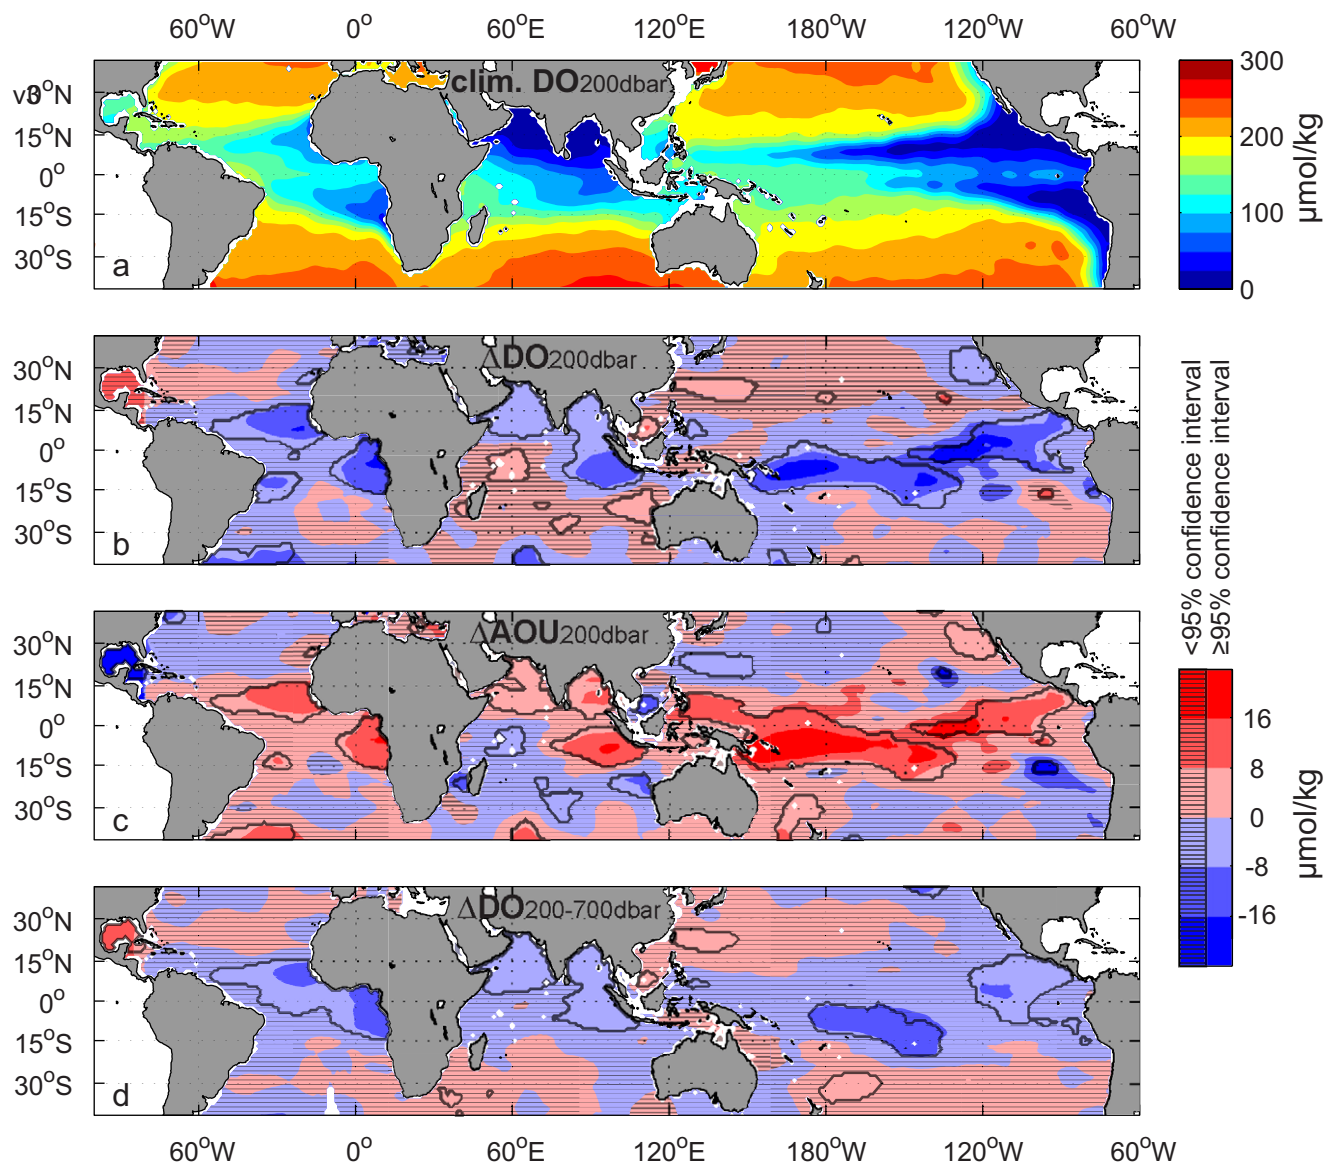 60°W 0° 60°E 120°E 180°W 120°W 60°W
clim. DO200dbar
30°N
15°N
0°
15°S
30°S
a
300
200
100
0
µmol/kg
ΔDO200dbar
30°N
15°N
0°
15°S
30°S
b
<95% confidence interval
≥95% confidence interval
ΔAOU200dbar
30°N
15°N
0°
15°S
30°S
c
16
8
0
-8
-16
µmol/kg
ΔDO200-700dbar
30°N
15°N
0°
15°S
30°S
d
60°W 0° 60°E 120°E 180°W 120°W 60°W